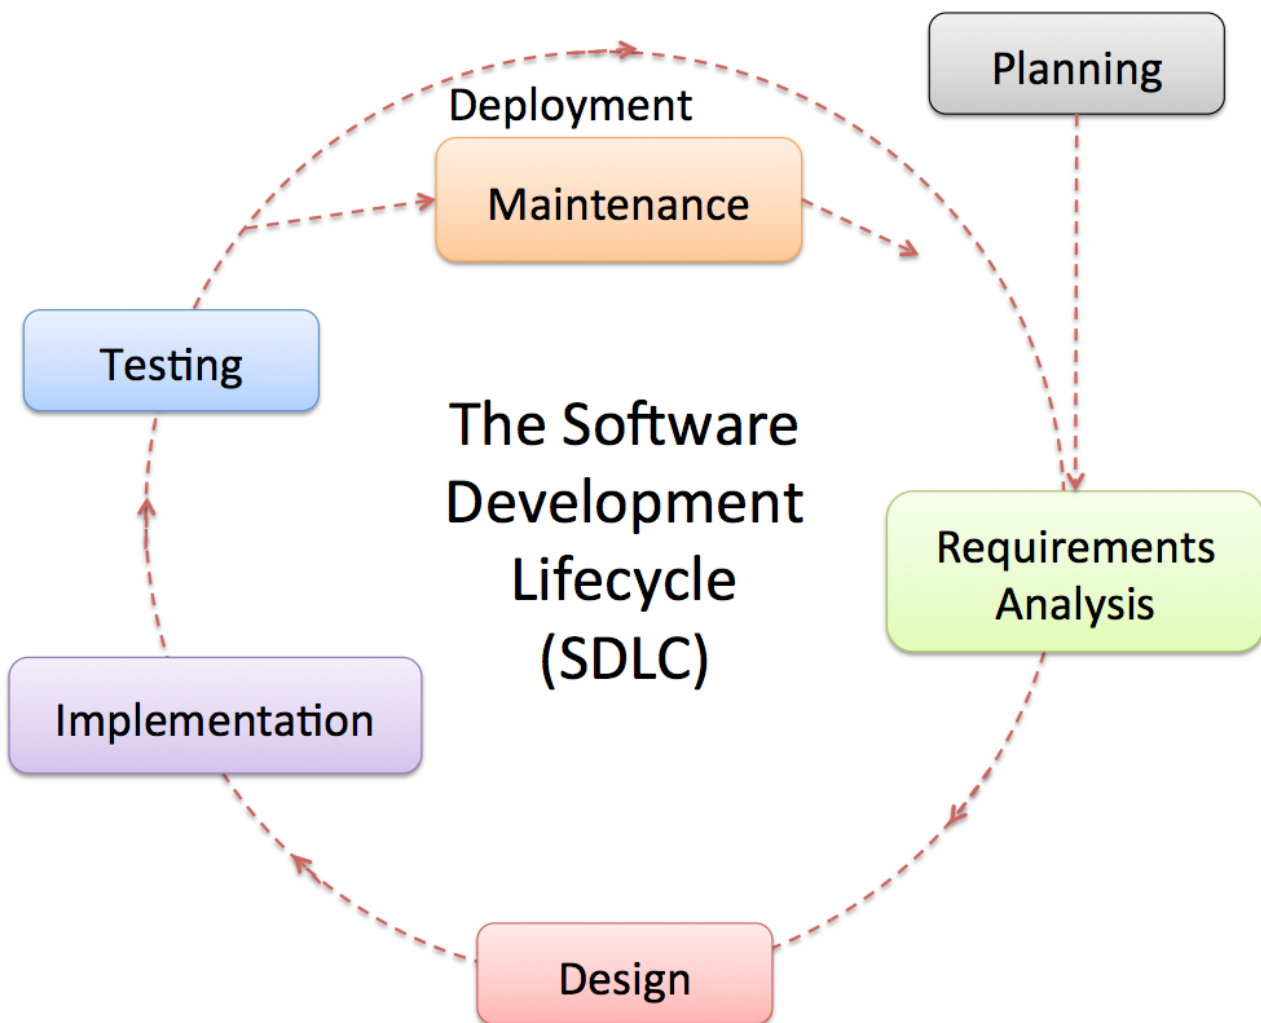 Planning
Deployment
Maintenance
Testing
The Software
Development
Lifecycle
(SDLC)
Requirements
Analysis
Implementation
Design